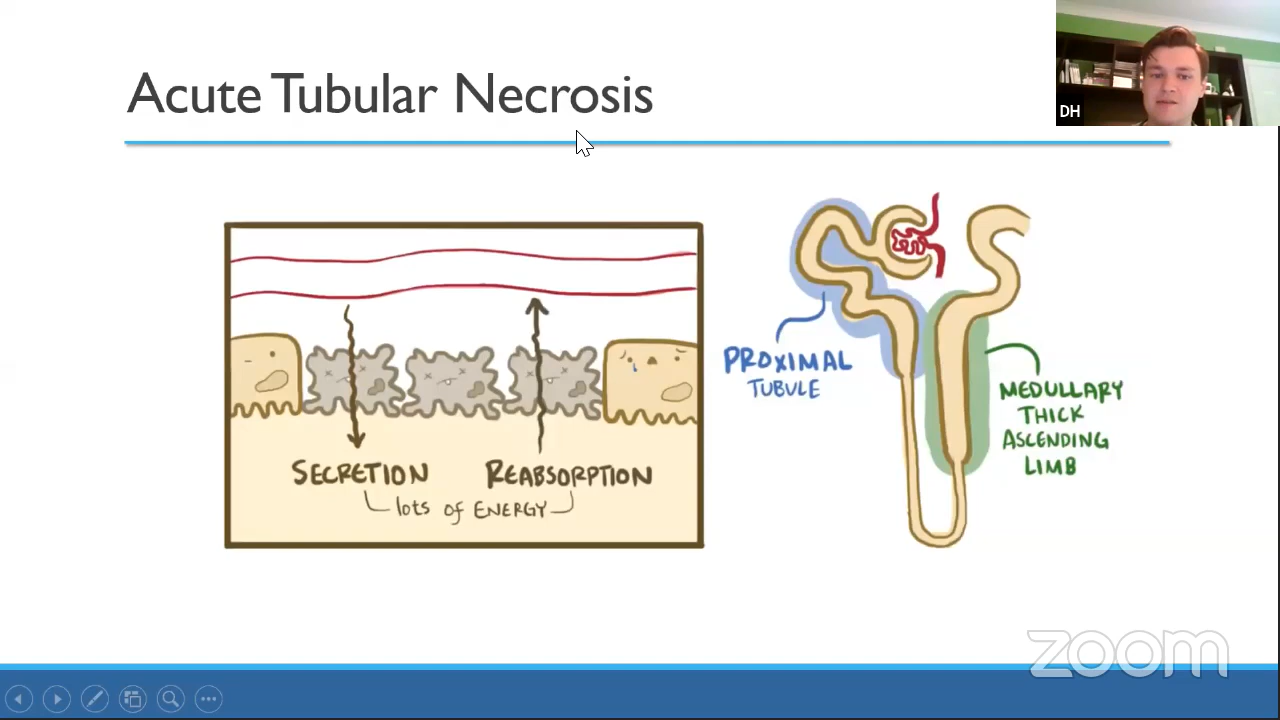 Acute Tubular Necrosis
DH
SECRETION
REABSORPTION
lots of ENERGY
PROXIMAL
TUBULE
MEDULLARY
THICK
ASCENDING
LIMB
zoom